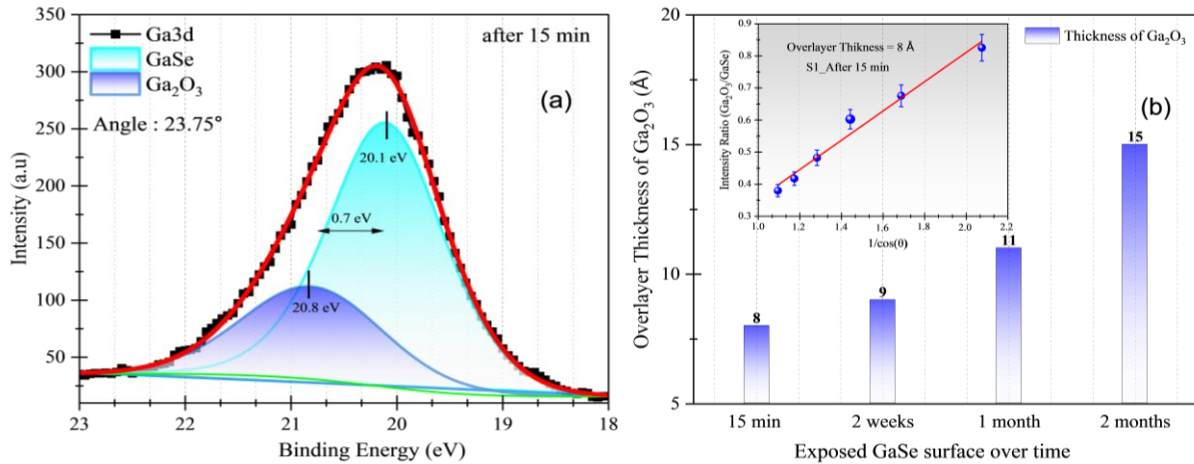 Ga3d
GaSe
Ga₂O₃
Angle : 23.75°
after 15 min
(a)
20.1 eV
0.7 eV
20.8 eV
Intensity (a.u)
350
300
250
200
150
100
50
23
22
21
20
19
18
Binding Energy (eV)
Overlayer Thickness of Ga₂O₃ (Å)
20
15
10
5
Thickness of Ga₂O₃
(b)
Overlayer Thikness = 8 Å
S1_After 15 min
Intensity Ratio (Ga₂O₃/GaSe)
0.9
0.8
0.7
0.6
0.5
0.4
0.3
1.0
1.2
1.4
1.6
1.8
2.0
2.2
1/cos(θ)
8
9
11
15
15 min
2 weeks
1 month
2 months
Exposed GaSe surface over time